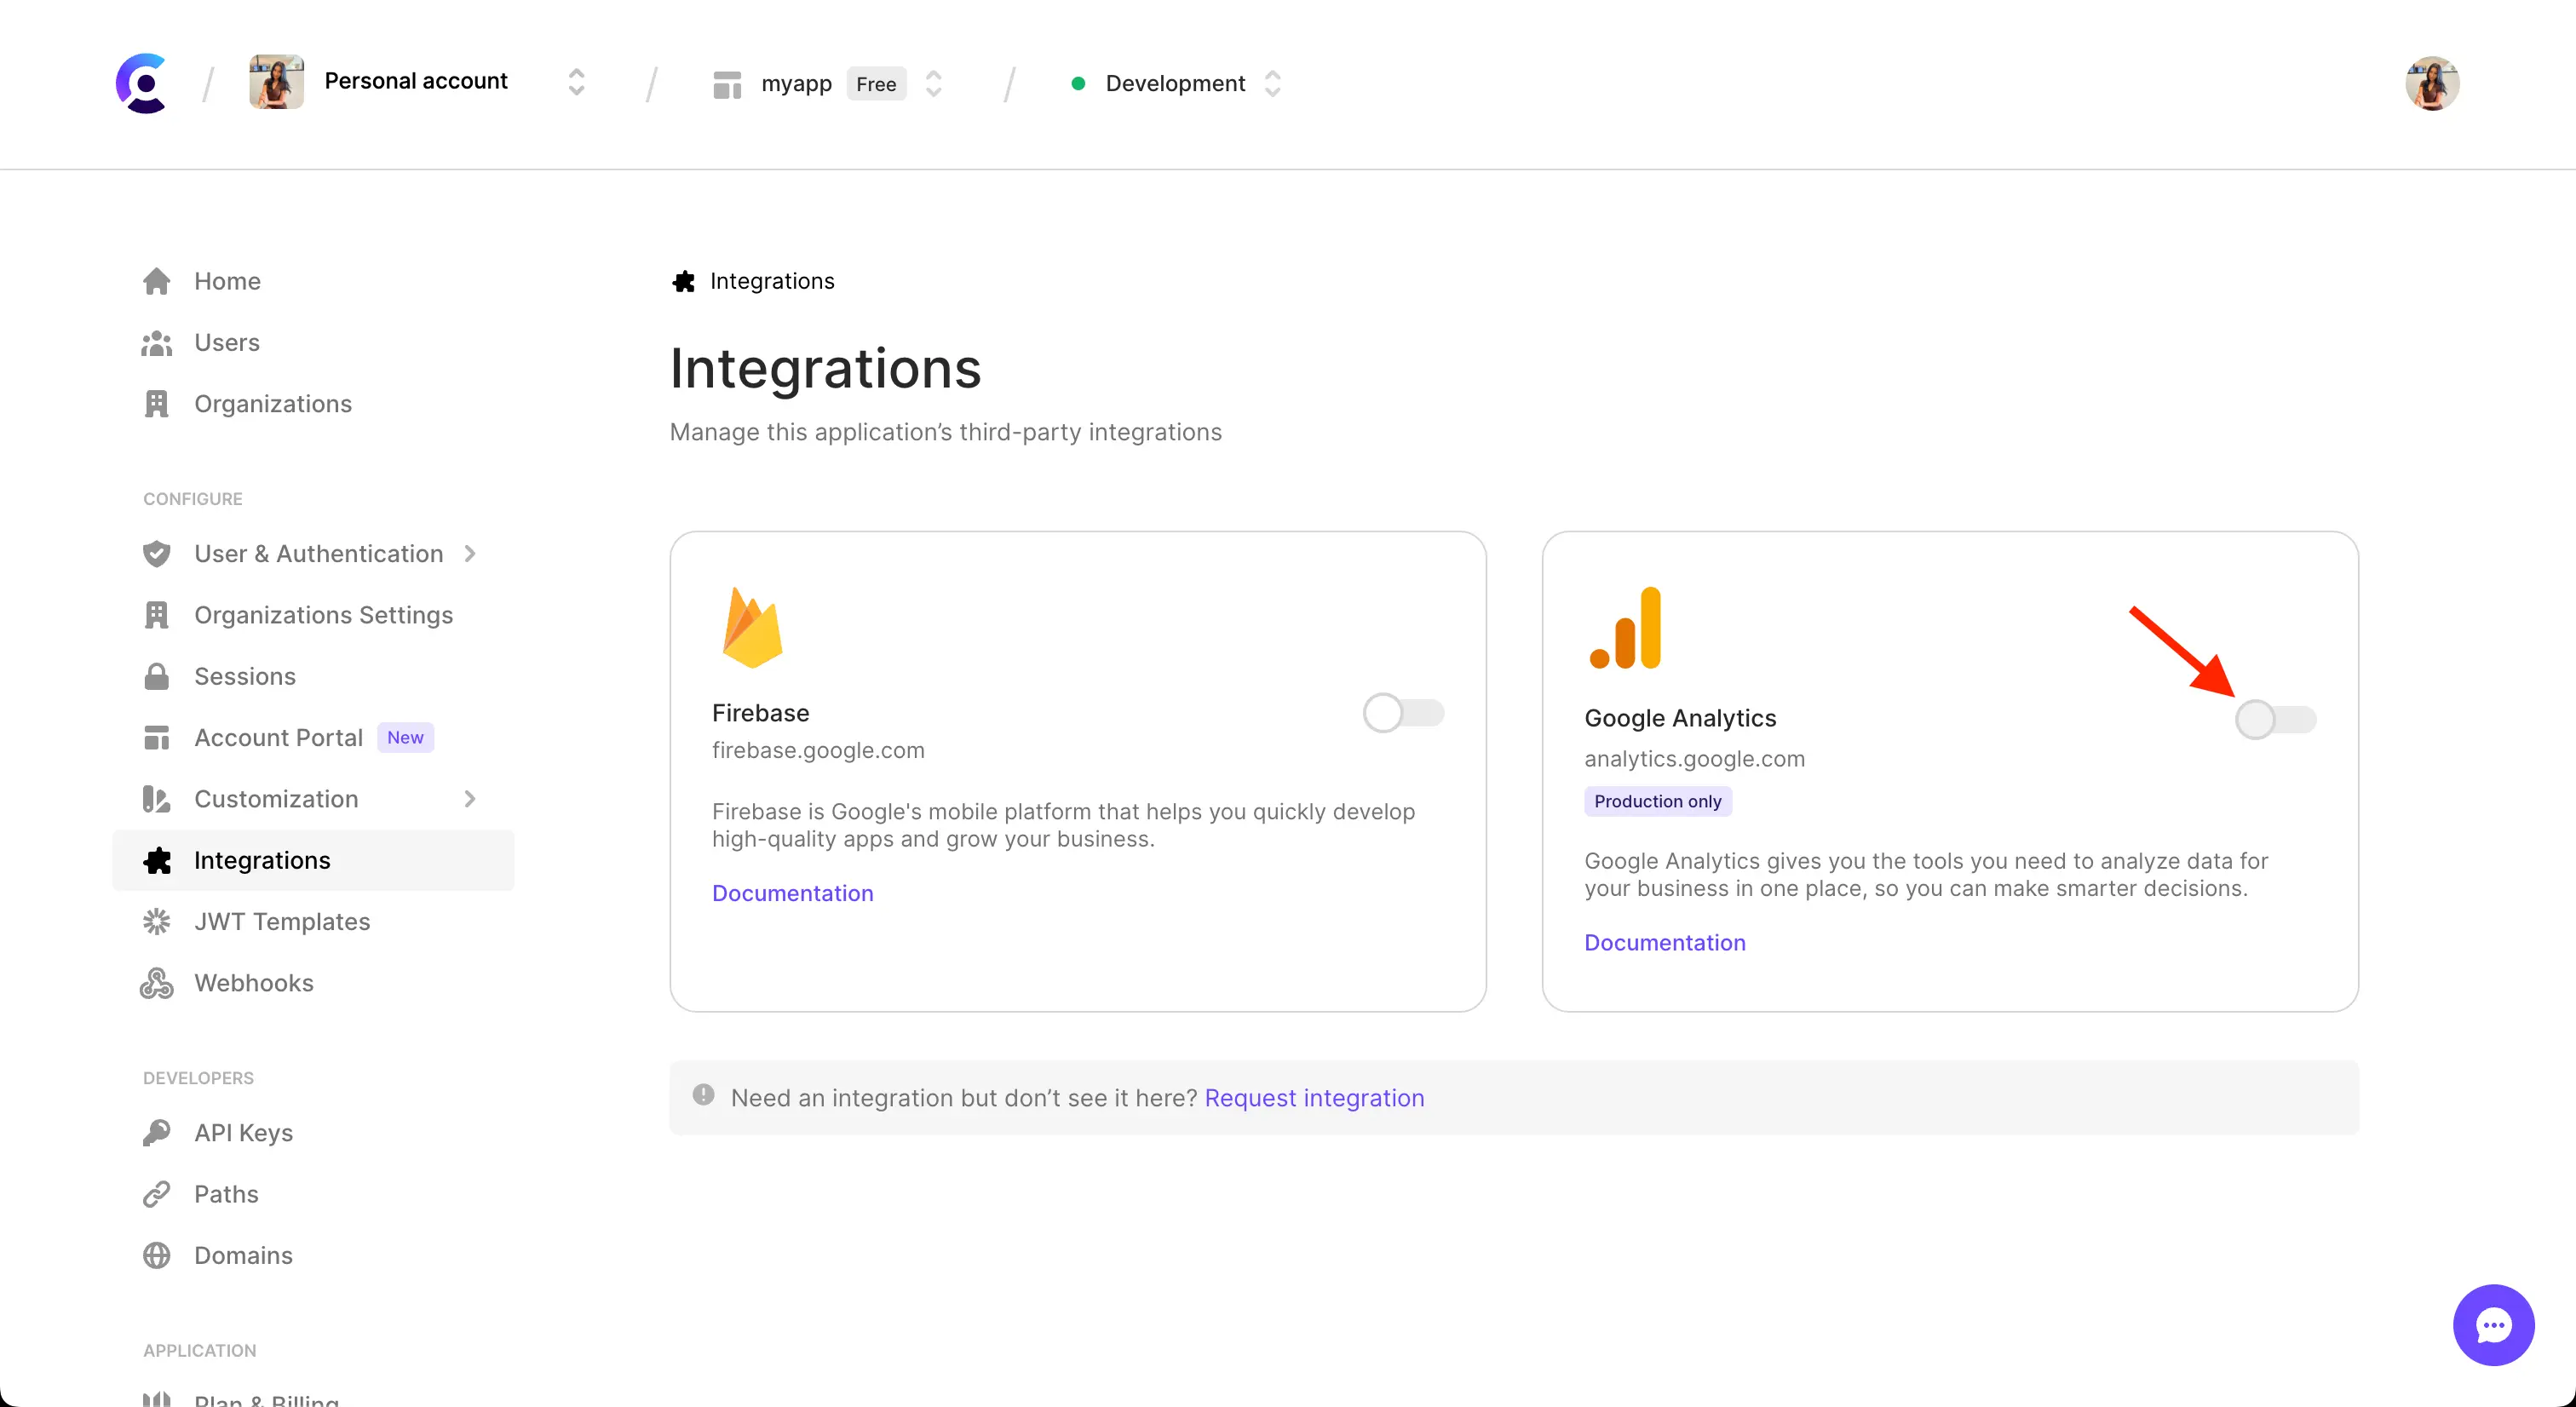 Personal account
myapp Free
Development
Home
Users
Organizations
CONFIGURE
User & Authentication
Organizations Settings
Sessions
Account Portal New
Customization
Integrations
JWT Templates
Webhooks
DEVELOPERS
API Keys
Paths
Domains
APPLICATION
Plan & Billing
Integrations
Integrations
Manage this application’s third-party integrations
Firebase
firebase.google.com
Firebase is Google's mobile platform that helps you quickly develop
high-quality apps and grow your business.
Documentation
Google Analytics
analytics.google.com
Production only
Google Analytics gives you the tools you need to analyze data for
your business in one place, so you can make smarter decisions.
Documentation
Need an integration but don’t see it here? Request integration